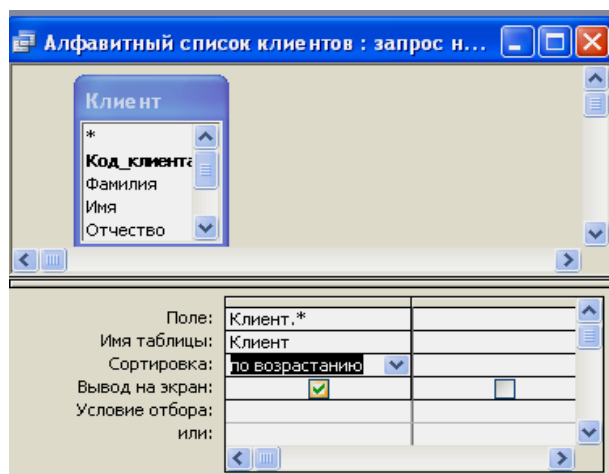 Алфавитный список клиентов : запрос н...
Клиент
*
Код_клиента
Фамилия
Имя
Отчество
Поле: Клиент.*
Имя таблицы: Клиент
Сортировка: по возрастанию
Вывод на экран:
Условие отбора:
или: